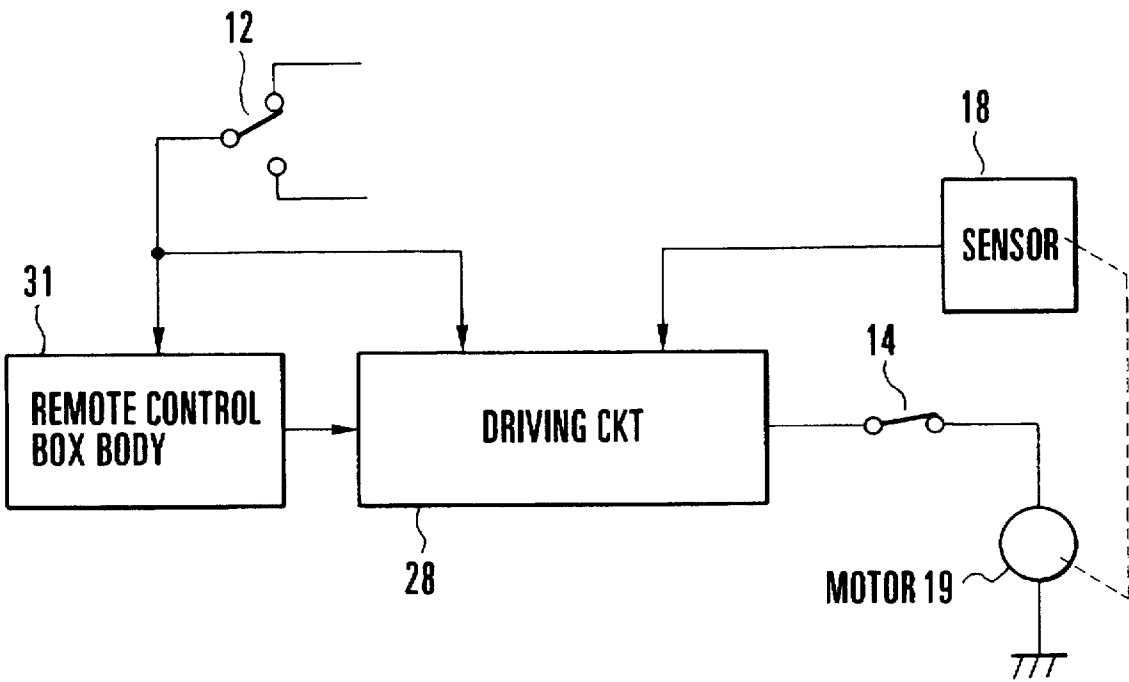 12
18
SENSOR
31
14
REMOTE CONTROL
BOX BODY
DRIVING CKT
28
MOTOR 19